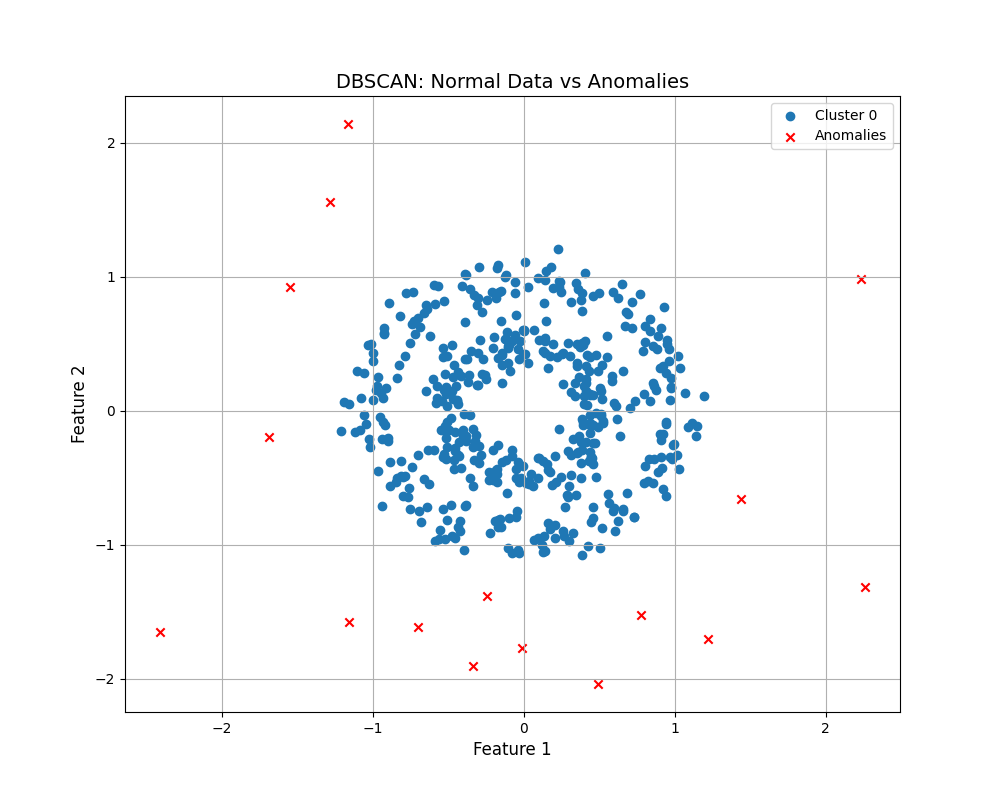 DBSCAN: Normal Data vs Anomalies
Cluster 0
Anomalies
2
1
0
−1
−2
Feature 2
−2 −1 0 1 2
Feature 1